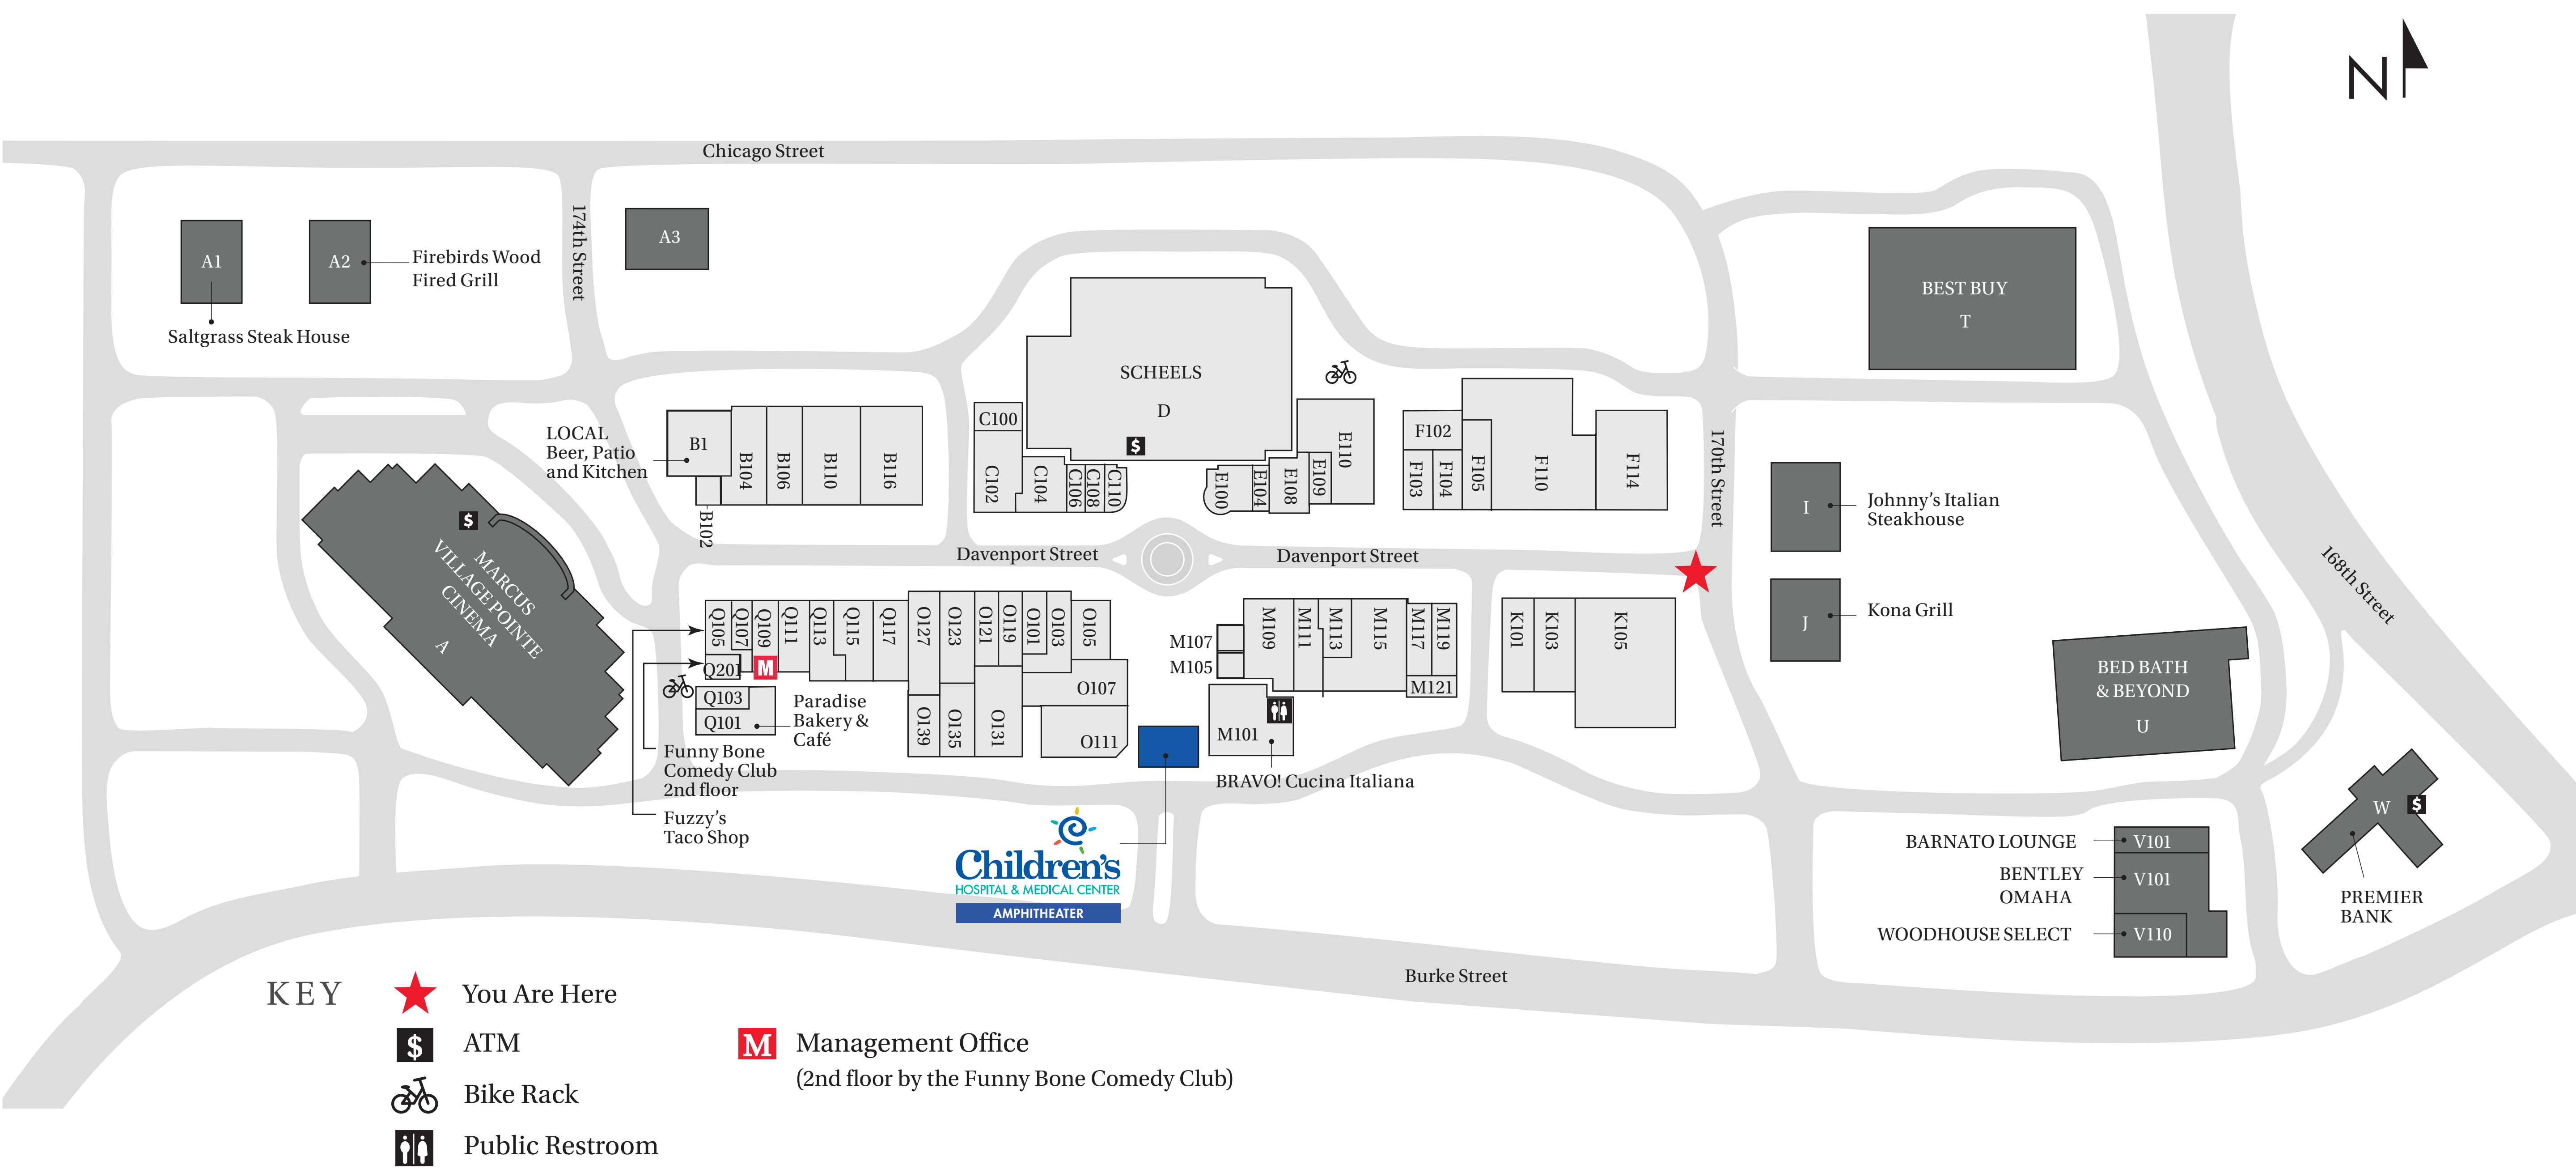 N
Chicago Street
174th Street
A1
A2
Firebirds Wood
Fired Grill
Saltgrass Steak House
A3
BEST BUY
T
SCHEELS
D
$
LOCAL
Beer, Patio
and Kitchen
B1
B102
B104
B106
B110
B116
C100
C102
C104
C106
C108
C110
E100
E104
E108
E109
E110
F102
F103
F104
F105
F110
F114
170th Street
I
Johnny's Italian
Steakhouse
J
Kona Grill
168th Street
$
MARCUS
VILLAGE POINTE
CINEMA
A
Davenport Street
Davenport Street
Q105
Q107
Q109
Q111
Q113
Q115
Q117
O127
O123
O121
O119
O101
O103
O105
Q201
M
Q103
Q101
Paradise
Bakery &
Café
O139
O135
O131
O107
O111
M107
M105
M109
M111
M113
M115
M117
M119
M121
M101
BRAVO! Cucina Italiana
K101
K103
K105
BED BATH
& BEYOND
U
Funny Bone
Comedy Club
2nd floor
Fuzzy's
Taco Shop
Children's
HOSPITAL & MEDICAL CENTER
AMPHITHEATER
W
$
PREMIER
BANK
BARNATO LOUNGE
V101
BENTLEY
OMAHA
V101
WOODHOUSE SELECT
V110
Burke Street
KEY
You Are Here
$
ATM
Bike Rack
Public Restroom
M
Management Office
(2nd floor by the Funny Bone Comedy Club)